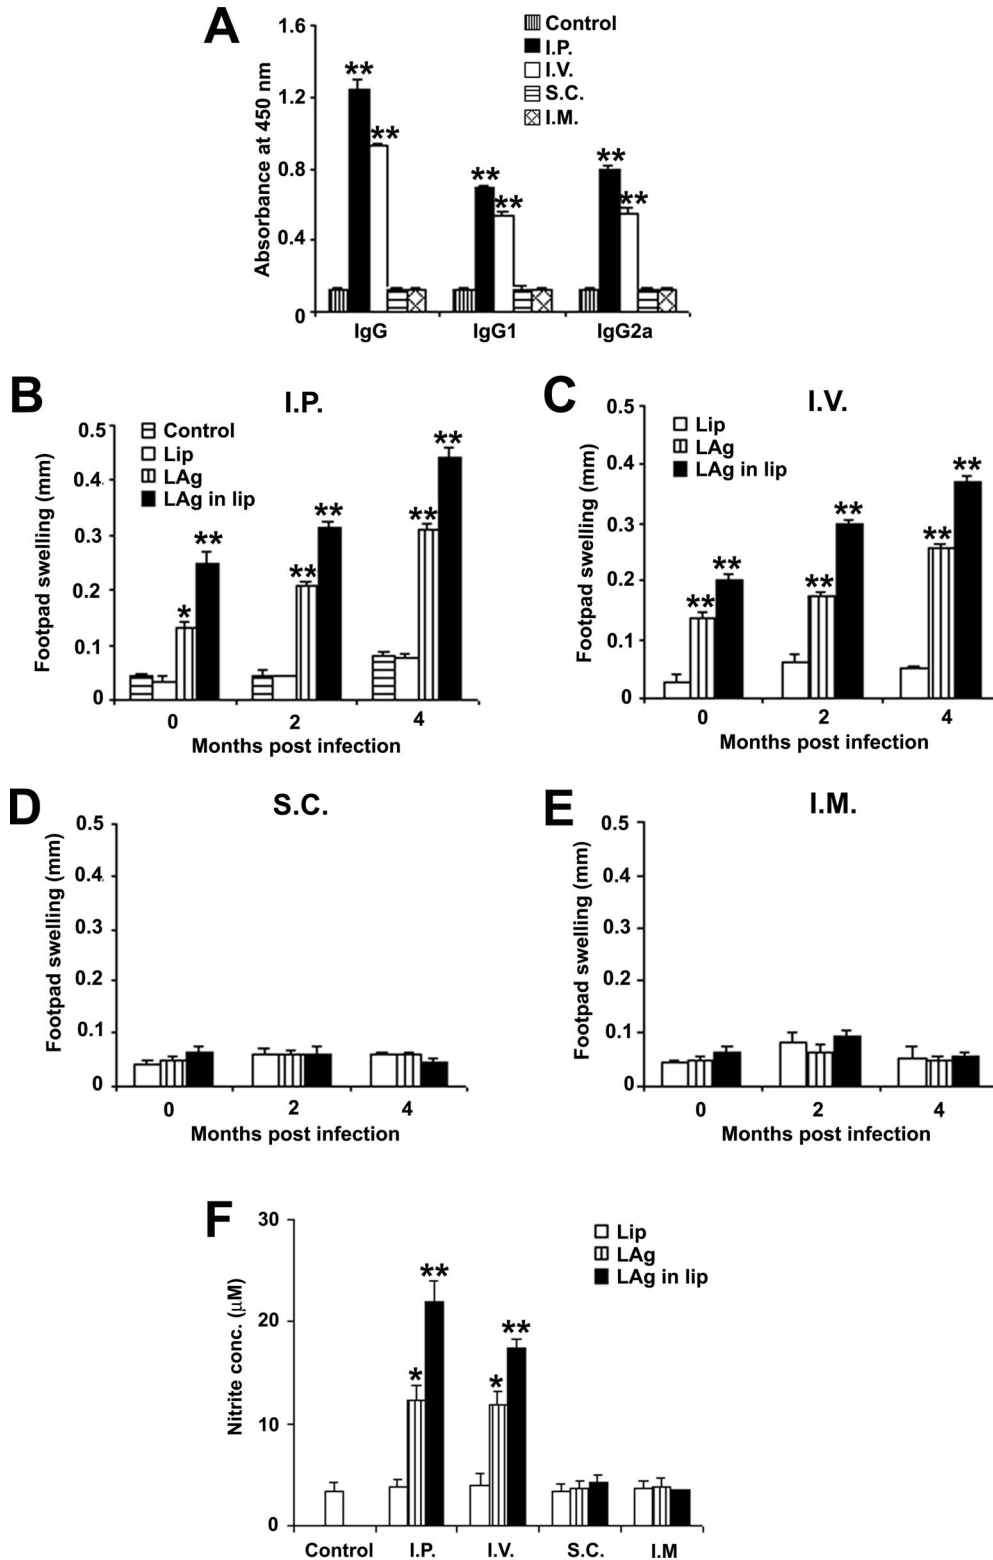 A
1.6
1.2
0.8
0.4
0
Absorbance at 450 nm
Control
I.P.
I.V.
S.C.
I.M.
**
**
**
**
**
**
IgG
IgG1
IgG2a
B
I.P.
0.5
0.4
0.3
0.2
0.1
0
Footpad swelling (mm)
Control
Lip
LAg
LAg in lip
*
**
**
**
**
**
0
2
4
Months post infection
C
I.V.
0.5
0.4
0.3
0.2
0.1
0
Footpad swelling (mm)
Lip
LAg
LAg in lip
**
**
**
**
**
**
0
2
4
Months post infection
D
S.C.
0.5
0.4
0.3
0.2
0.1
0
Footpad swelling (mm)
0
2
4
Months post infection
E
I.M.
0.5
0.4
0.3
0.2
0.1
0
Footpad swelling (mm)
0
2
4
Months post infection
F
30
20
10
0
Nitrite conc. (μM)
Lip
LAg
LAg in lip
*
**
*
**
Control
I.P.
I.V.
S.C.
I.M